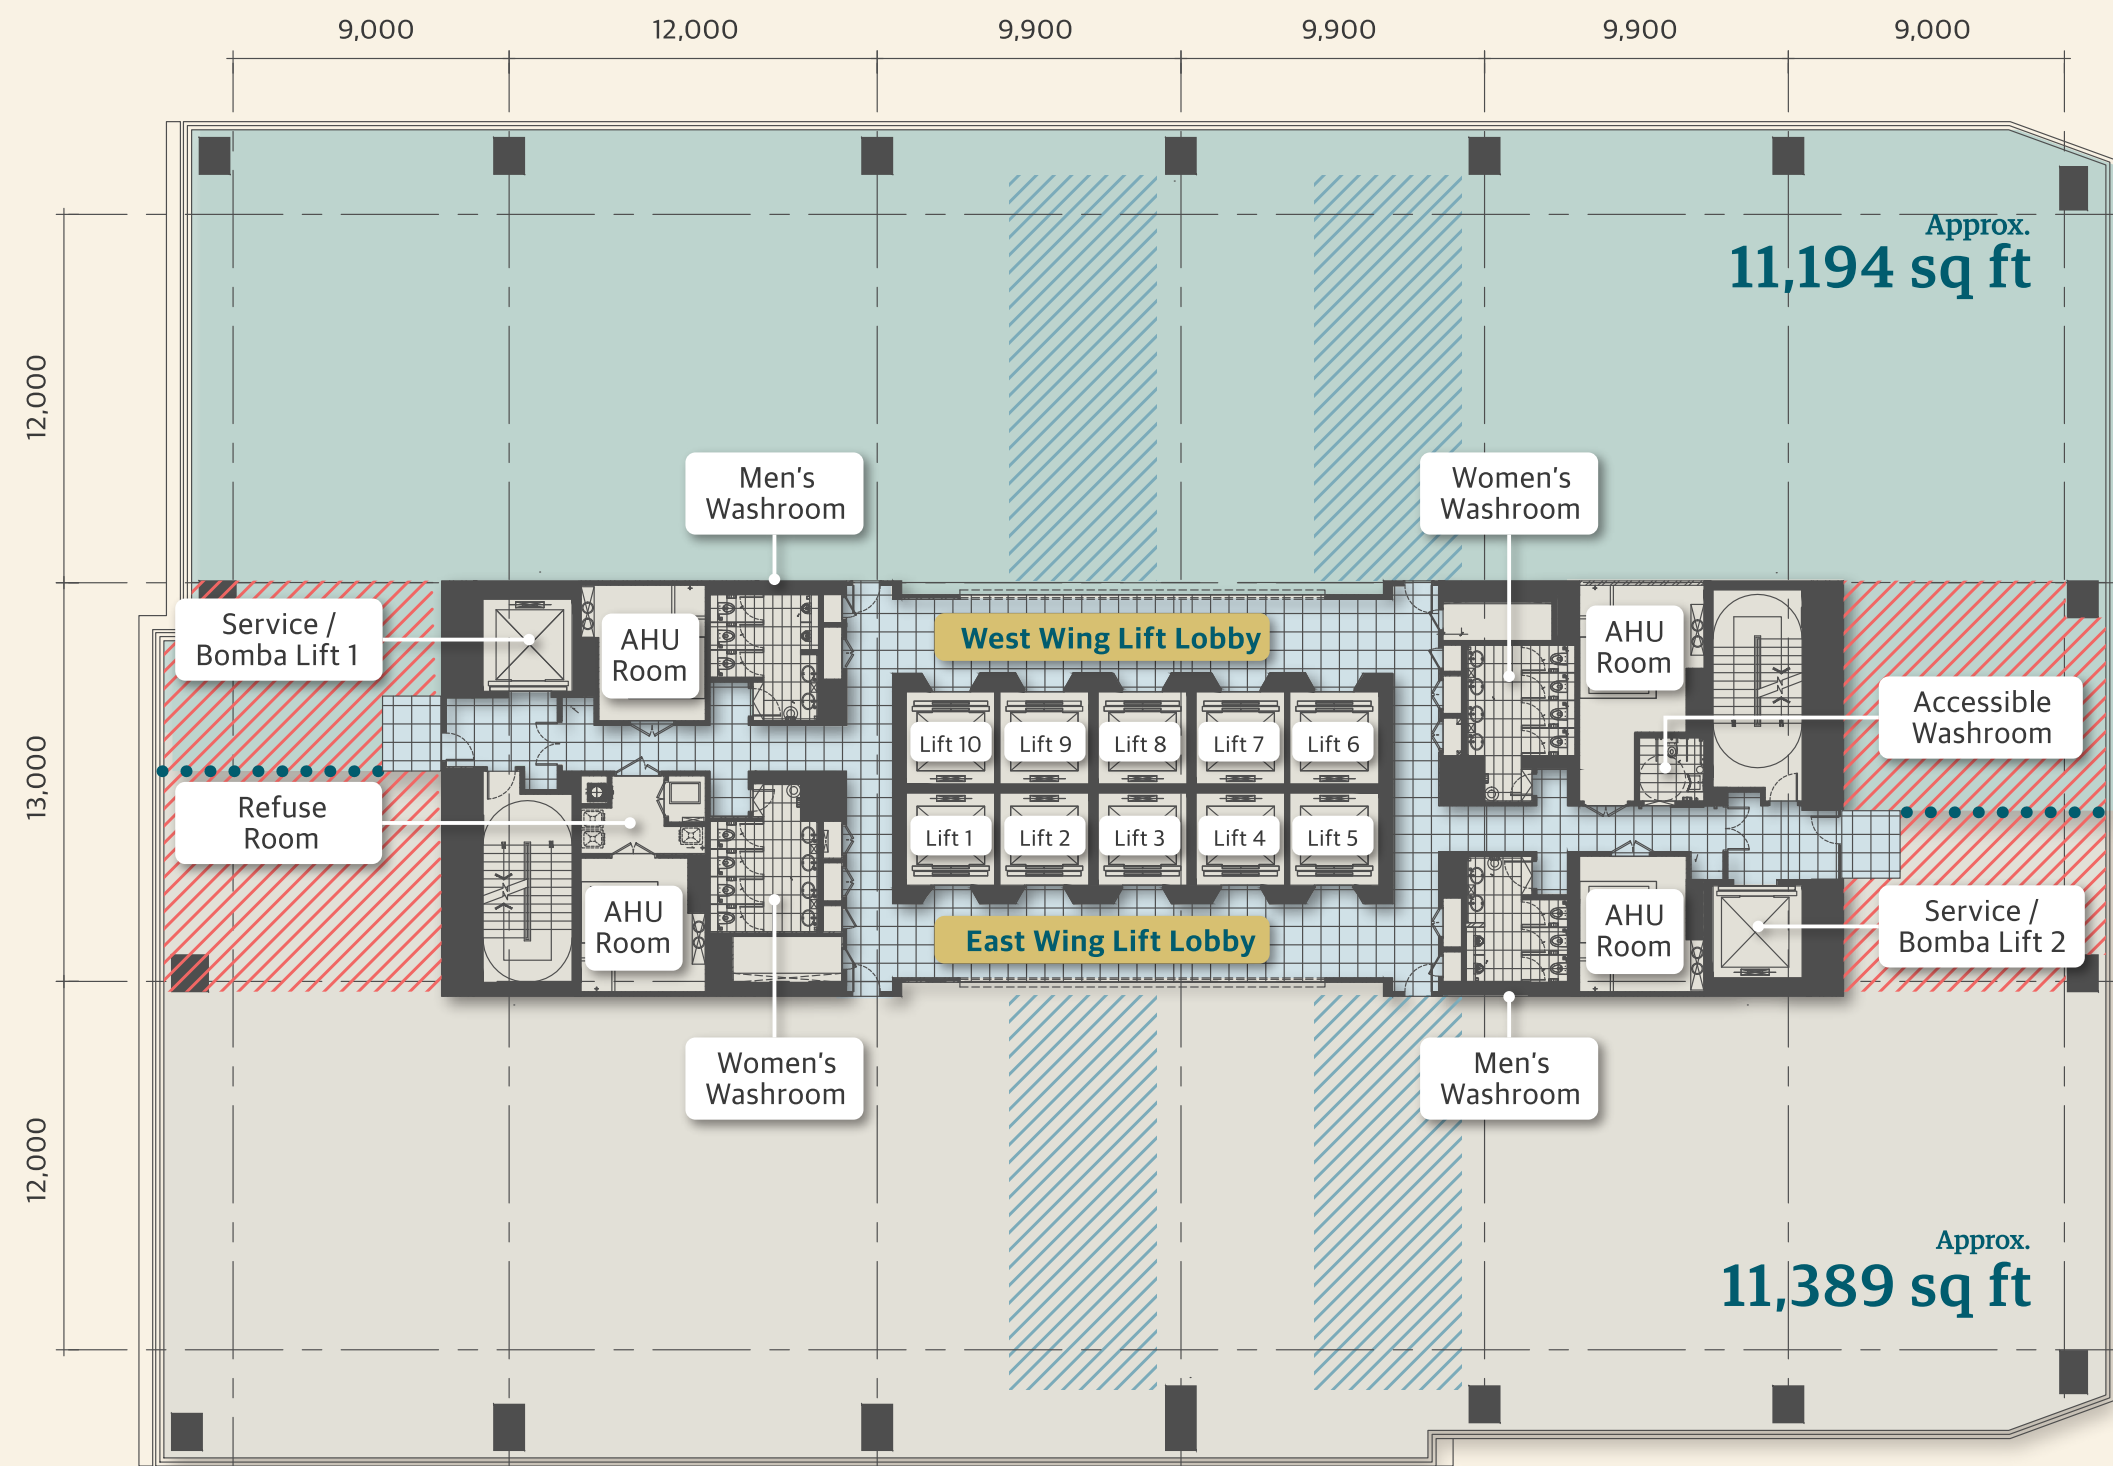 9,000
12,000
9,900
9,900
9,900
9,000
Approx.
11,194 sq ft
12,000
Men's
Washroom
Women's
Washroom
Service /
Bomba Lift 1
AHU
Room
West Wing Lift Lobby
AHU
Room
Accessible
Washroom
Lift 10
Lift 9
Lift 8
Lift 7
Lift 6
13,000
Refuse
Room
Lift 1
Lift 2
Lift 3
Lift 4
Lift 5
AHU
Room
East Wing Lift Lobby
AHU
Room
Service /
Bomba Lift 2
Women's
Washroom
Men's
Washroom
12,000
Approx.
11,389 sq ft